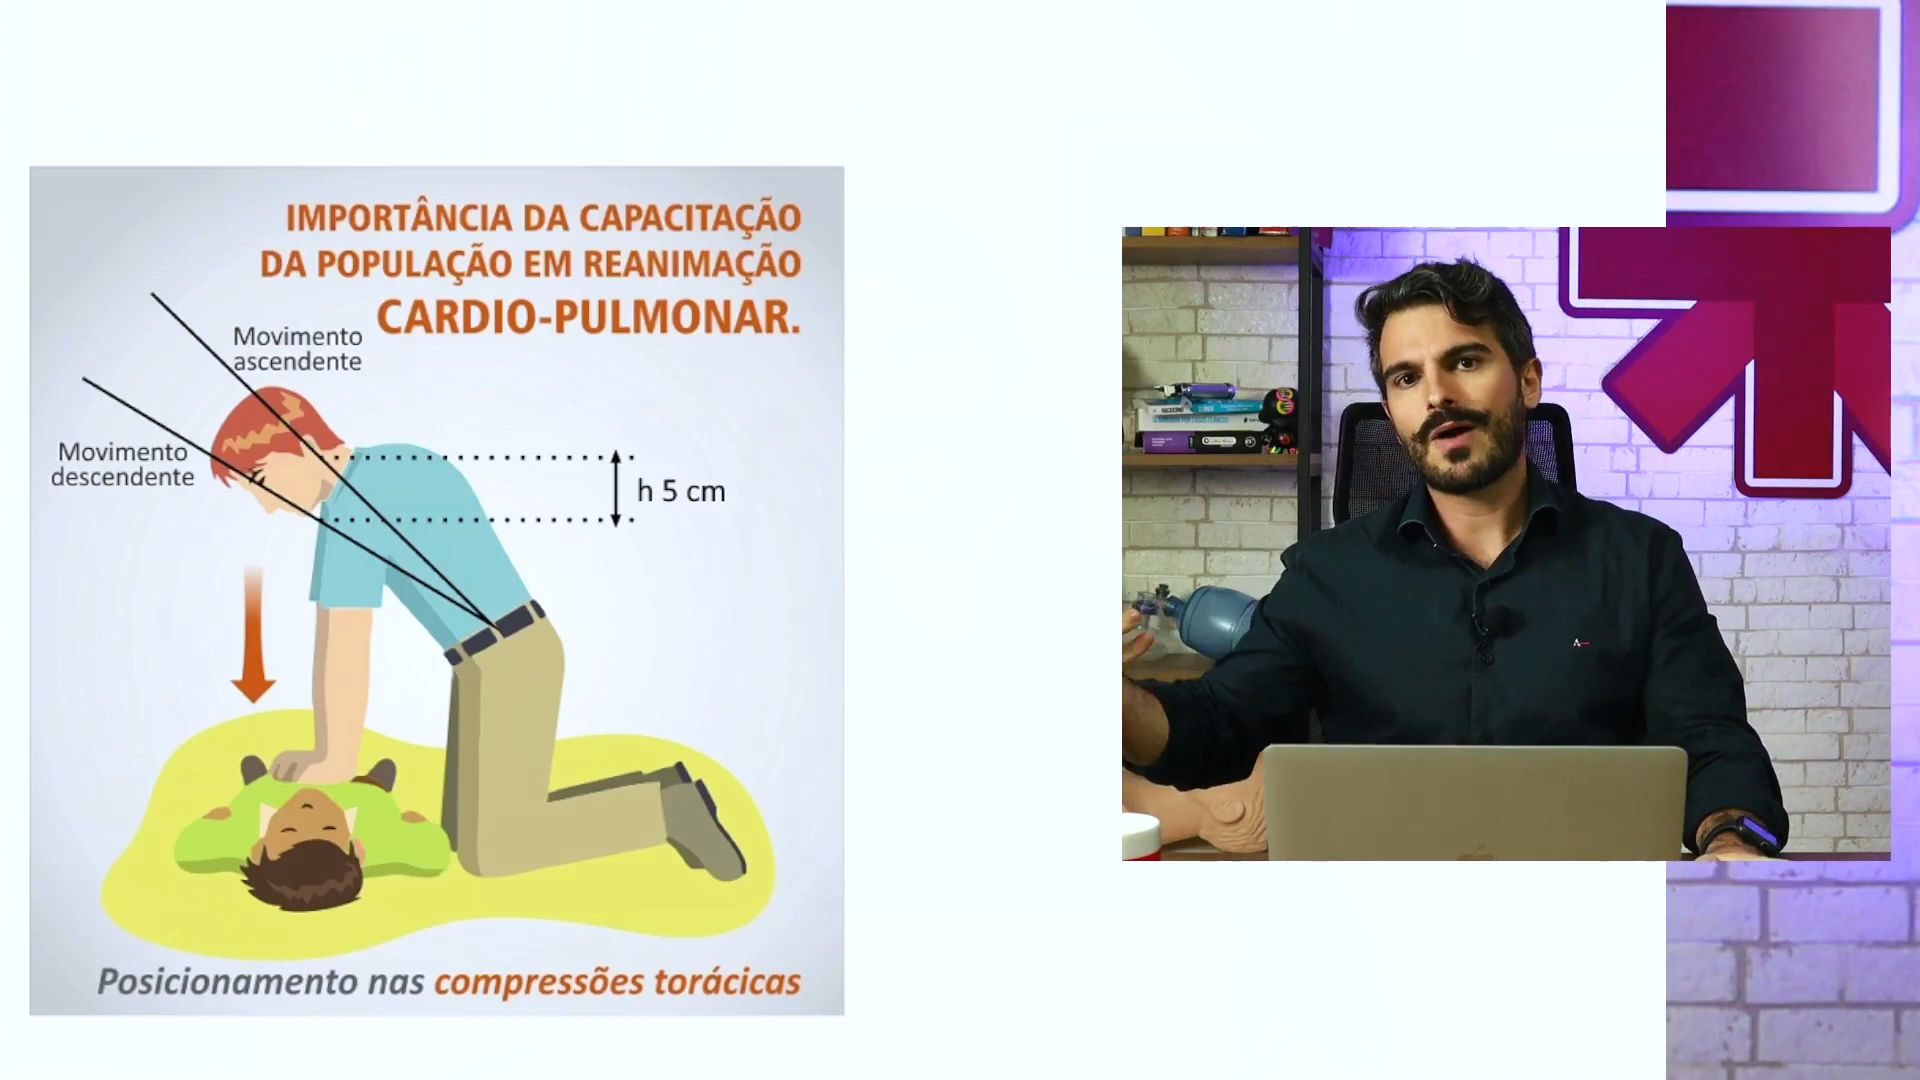 IMPORTÂNCIA DA CAPACITAÇÃO
DA POPULAÇÃO EM REANIMAÇÃO
CARDIO-PULMONAR.
Movimento
ascendente
Movimento
descendente
h 5 cm
Posicionamento nas compressões torácicas